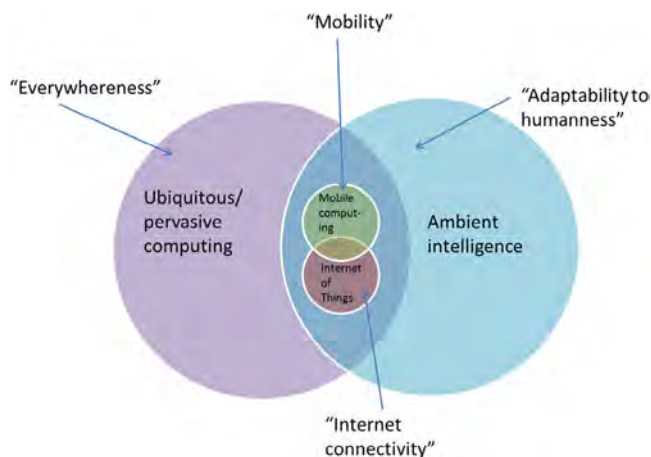 “Mobility”
“Everywhereness”
“Adaptability to
humanness”
Ubiquitous/
pervasive
computing
Mobile
comput-
ing
Ambient
intelligence
Internet
of
Things
“Internet
connectivity”